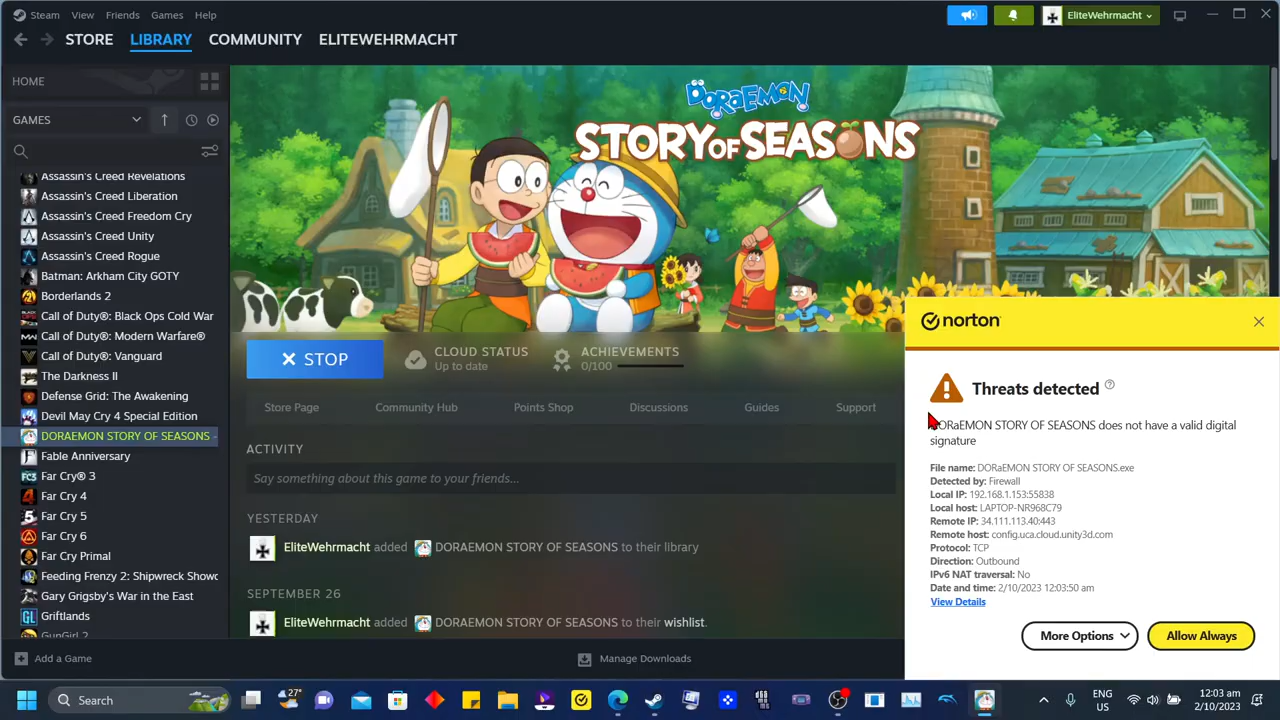 Steam View Friends Games Help
EliteWehrmacht
STORE LIBRARY COMMUNITY ELITEWEHRMACHT
HOME
GAMES
Assassin's Creed Revelations
Assassin's Creed Liberation
Assassin's Creed Freedom Cry
Assassin's Creed Unity
Assassin's Creed Rogue
Batman: Arkham City GOTY
Borderlands 2
Call of Duty®: Black Ops Cold War
Call of Duty®: Modern Warfare®
Call of Duty®: Vanguard
The Darkness II
Defense Grid: The Awakening
Devil May Cry 4 Special Edition
DORAEMON STORY OF SEASONS -
Fable Anniversary
Far Cry® 3
Far Cry 4
Far Cry 5
Far Cry 6
Far Cry Primal
Feeding Frenzy 2: Shipwreck Showd
Gary Grigsby's War in the East
Griftlands
GunGirl 2
Add a Game
DORAEMON
STORY OF SEASONS
STOP
CLOUD STATUS
Up to date
ACHIEVEMENTS
0/100
Store Page Community Hub Points Shop Discussions Guides Support
ACTIVITY
Say something about this game to your friends...
YESTERDAY
EliteWehrmacht added DORAEMON STORY OF SEASONS to their library
SEPTEMBER 26
EliteWehrmacht added DORAEMON STORY OF SEASONS to their wishlist.
Manage Downloads
norton
Threats detected
DORaEMON STORY OF SEASONS does not have a valid digital
signature
File name: DORaEMON STORY OF SEASONS.exe
Detected by: Firewall
Local IP: 192.168.1.153:55838
Local host: LAPTOP-NR968C79
Remote IP: 34.111.113.40:443
Remote host: config.uca.cloud.unity3d.com
Protocol: TCP
Direction: Outbound
IPv6 NAT traversal: No
Date and time: 2/10/2023 12:03:50 am
View Details
More Options
Allow Always
Search
27°
ENG
US
12:03 am
2/10/2023